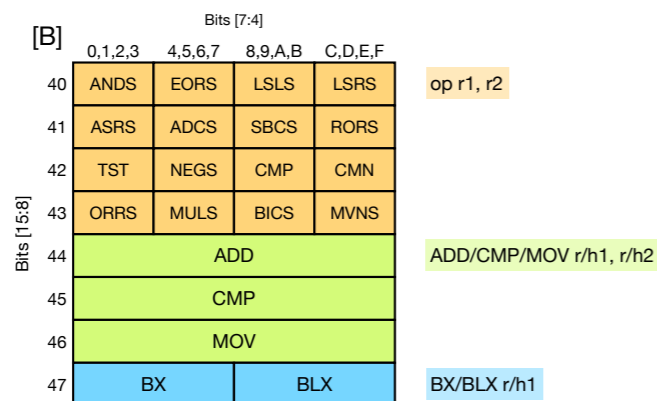 Bits [7:4]
[B]
0,1,2,3 4,5,6,7 8,9,A,B C,D,E,F
40 ANDS EORS LSLS LSRS op r1, r2
41 ASRS ADCS SBCS RORS
42 TST NEGS CMP CMN
43 ORRS MULS BICS MVNS
Bits [15:8]
44 ADD ADD/CMP/MOV r/h1, r/h2
45 CMP
46 MOV
47 BX BLX BX/BLX r/h1